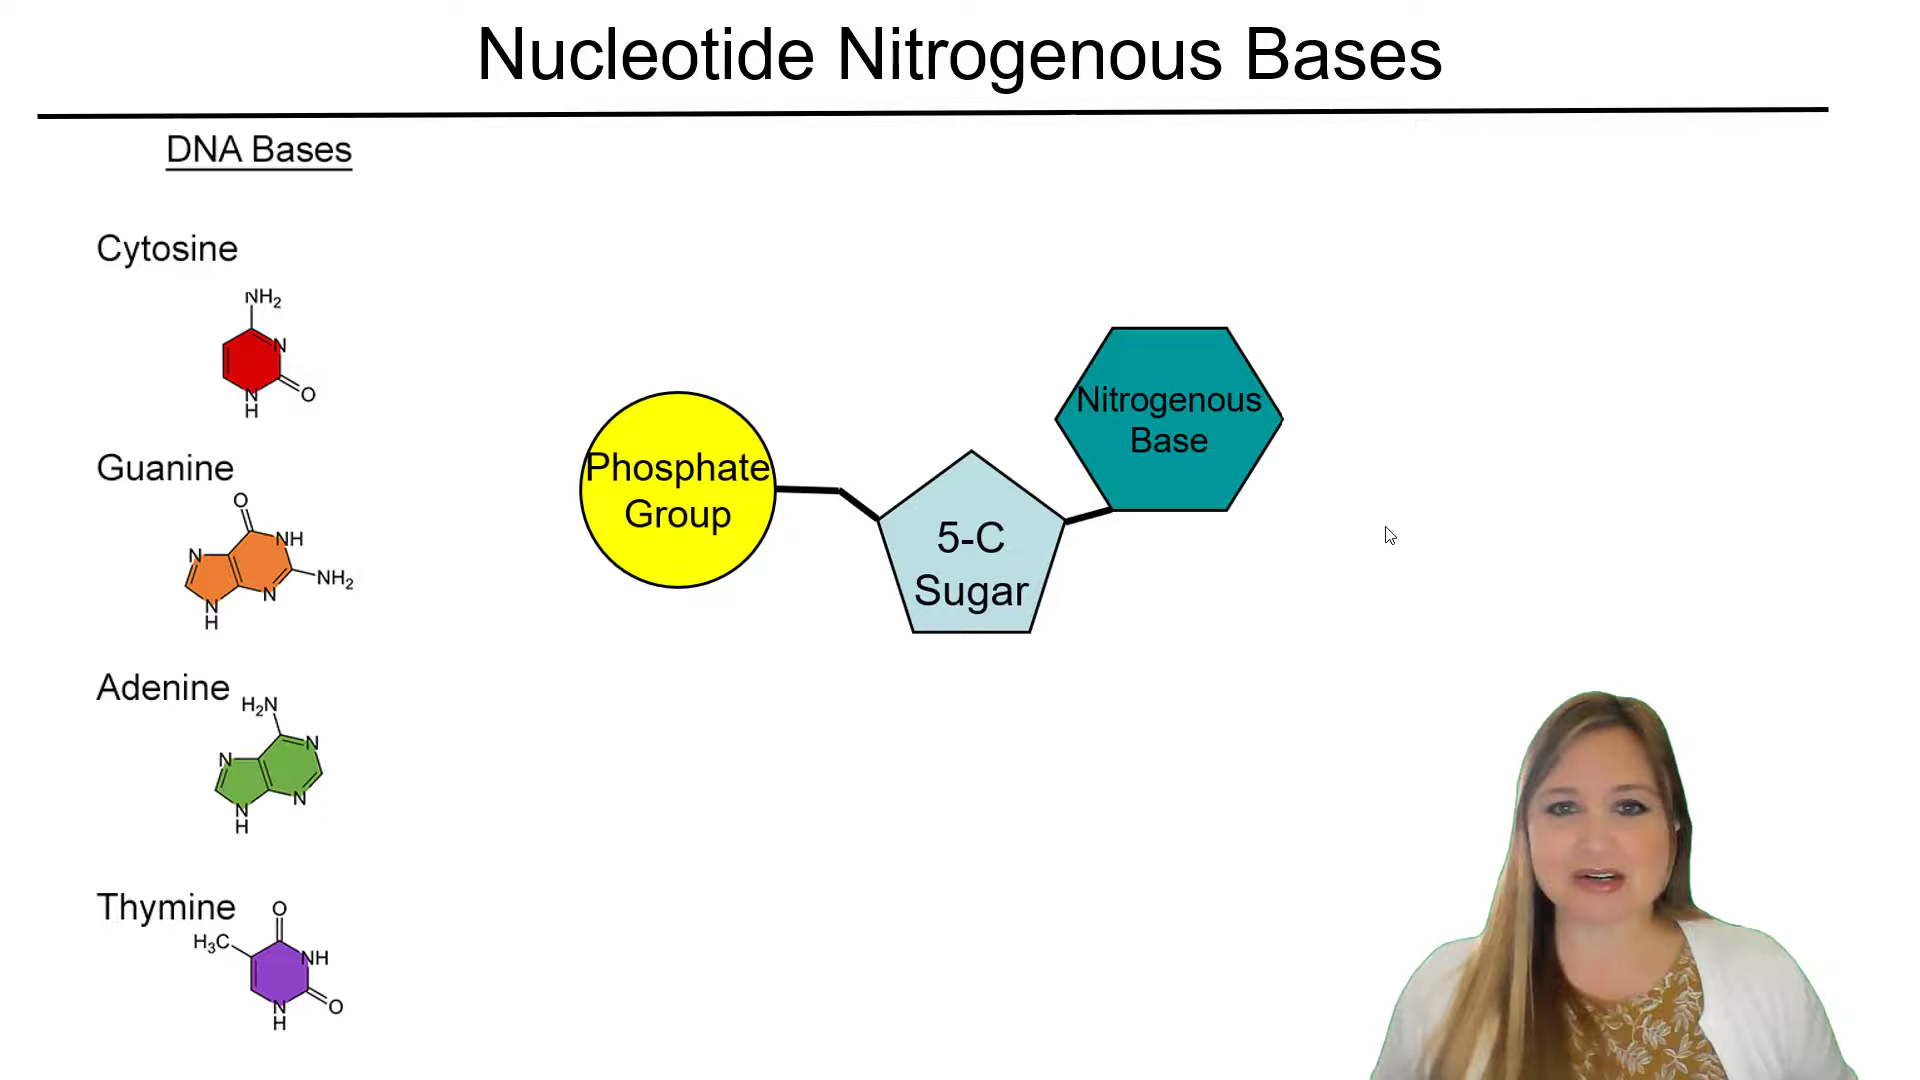 Nucleotide Nitrogenous Bases
DNA Bases
Cytosine
NH₂
N
O
N
H
Guanine
O
NH
N
NH₂
N
N
H
Adenine
H₂N
N
N
N
N
H
Thymine
O
H₃C
NH
O
N
H
Phosphate
Group
5-C
Sugar
Nitrogenous
Base